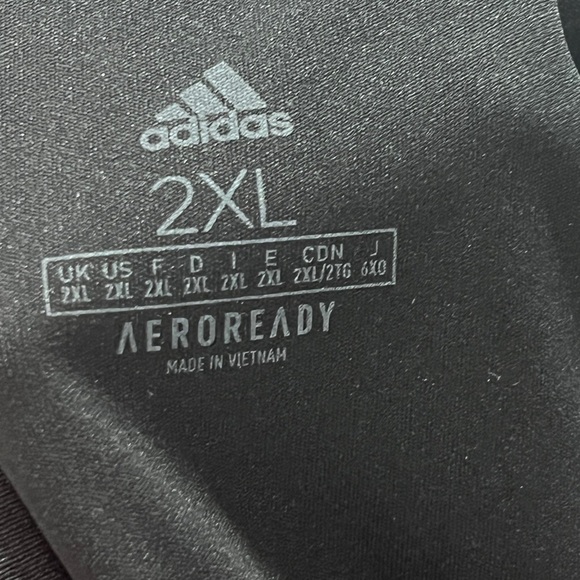 adidas
2XL
UK US F D I E CDN J
2XL 2XL 2XL 2XL 2XL 2XL 2XL/2TG 6XO
AEROREADY
MADE IN VIETNAM